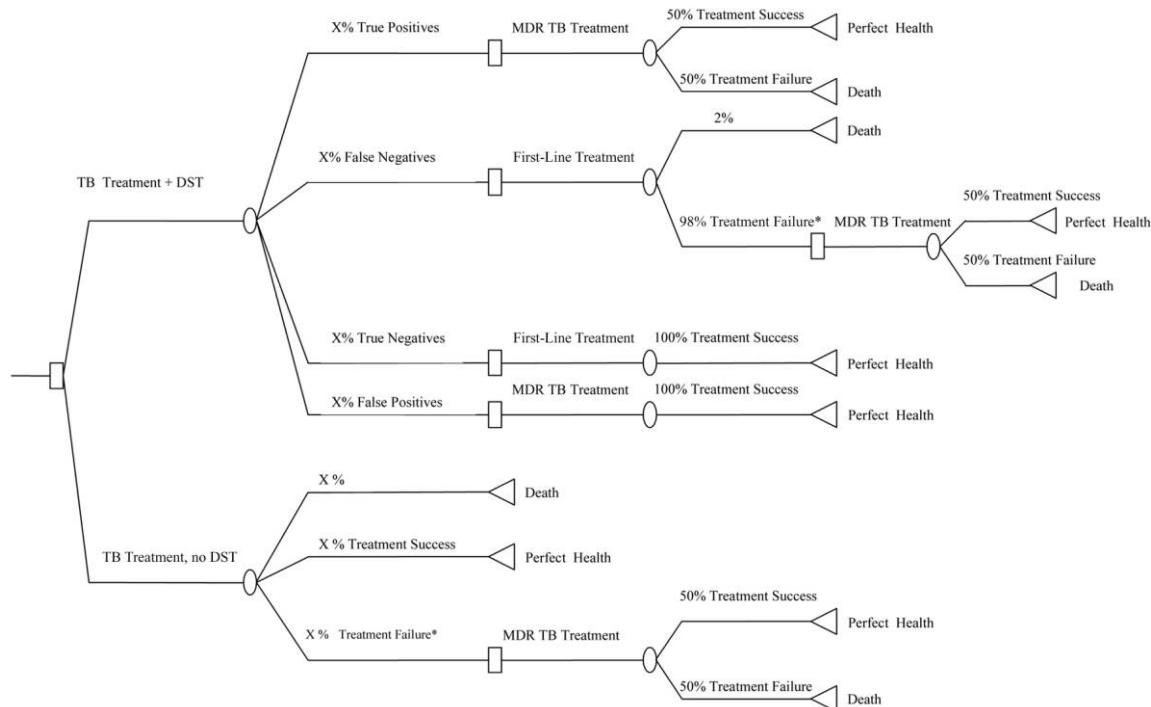 X% True Positives
MDR TB Treatment
50% Treatment Success
Perfect Health
50% Treatment Failure
Death
2%
Death
X% False Negatives
First-Line Treatment
TB Treatment + DST
50% Treatment Success
98% Treatment Failure*
MDR TB Treatment
Perfect Health
50% Treatment Failure
Death
X% True Negatives
First-Line Treatment
100% Treatment Success
Perfect Health
X% False Positives
MDR TB Treatment
100% Treatment Success
Perfect Health
X %
Death
TB Treatment, no DST
X % Treatment Success
Perfect Health
50% Treatment Success
Perfect Health
X % Treatment Failure*
MDR TB Treatment
50% Treatment Failure
Death